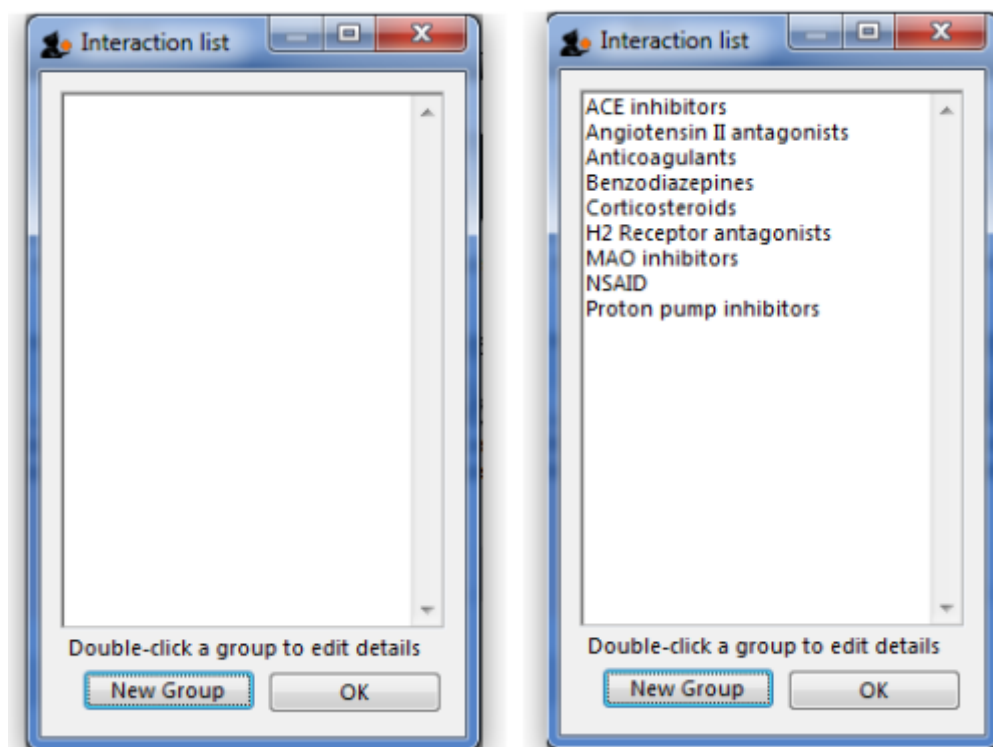 Interaction list
Double-click a group to edit details
New Group
OK
Interaction list
ACE inhibitors
Angiotensin II antagonists
Anticoagulants
Benzodiazepines
Corticosteroids
H2 Receptor antagonists
MAO inhibitors
NSAID
Proton pump inhibitors
Double-click a group to edit details
New Group
OK